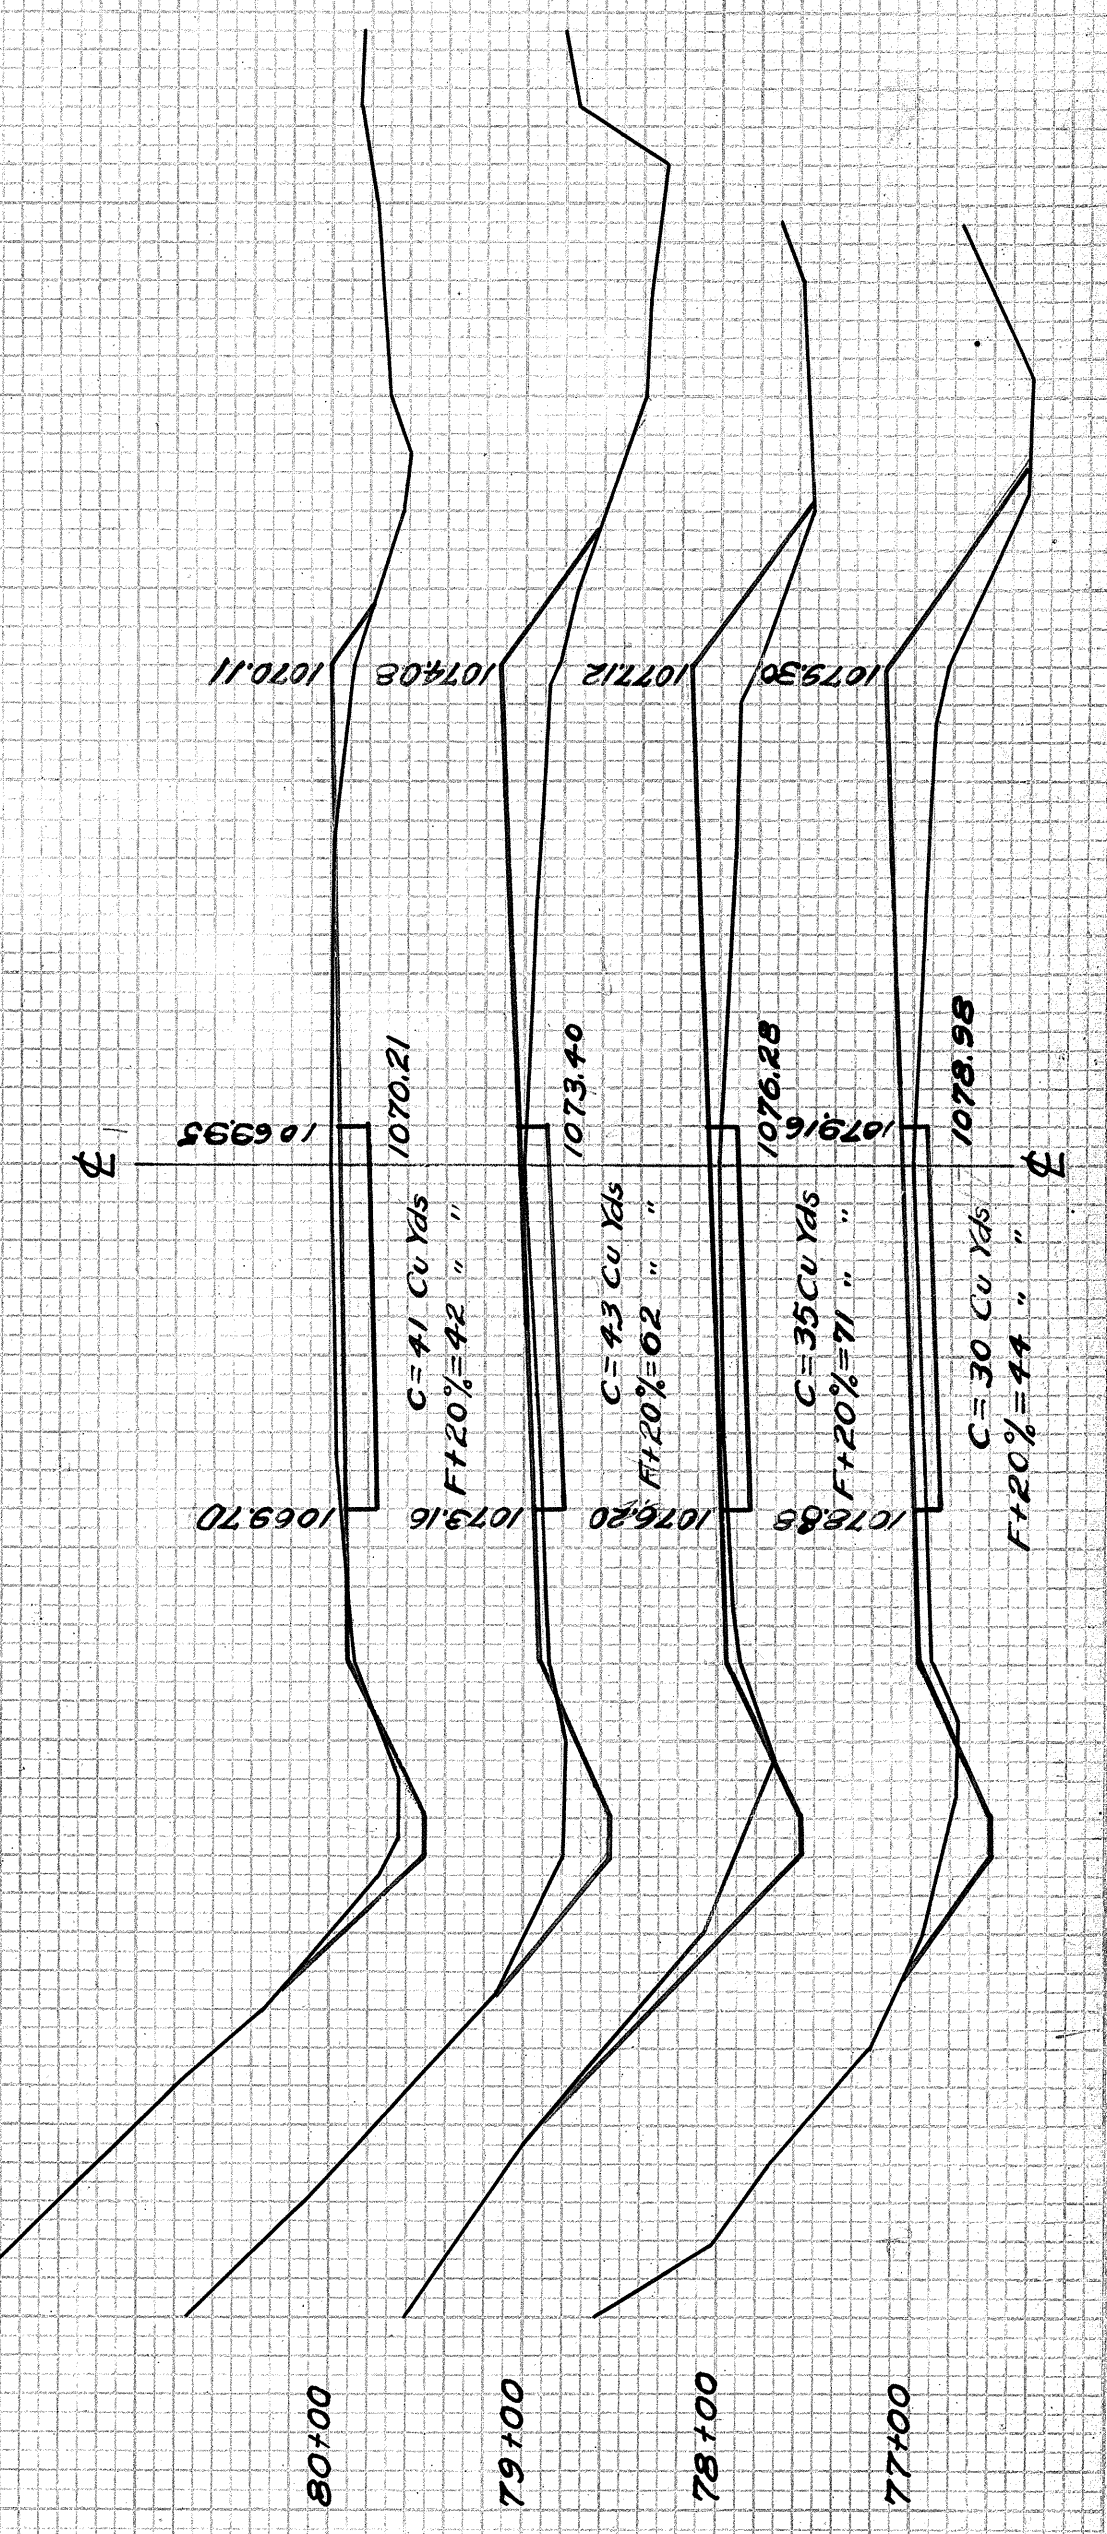 80+00
1069.70
1069.95
1070.11
1070.21
C=41 Cu Yds
F+20%=42 " "
79+00
1073.16
1074.08
1073.40
C=43 Cu Yds
F+20%=62 " "
78+00
1076.20
1077.12
1076.28
C=35 Cu Yds
F+20%=71 " "
77+00
1078.88
1079.16
1079.30
1078.98
C=30 Cu Yds
F+20%=44 " "